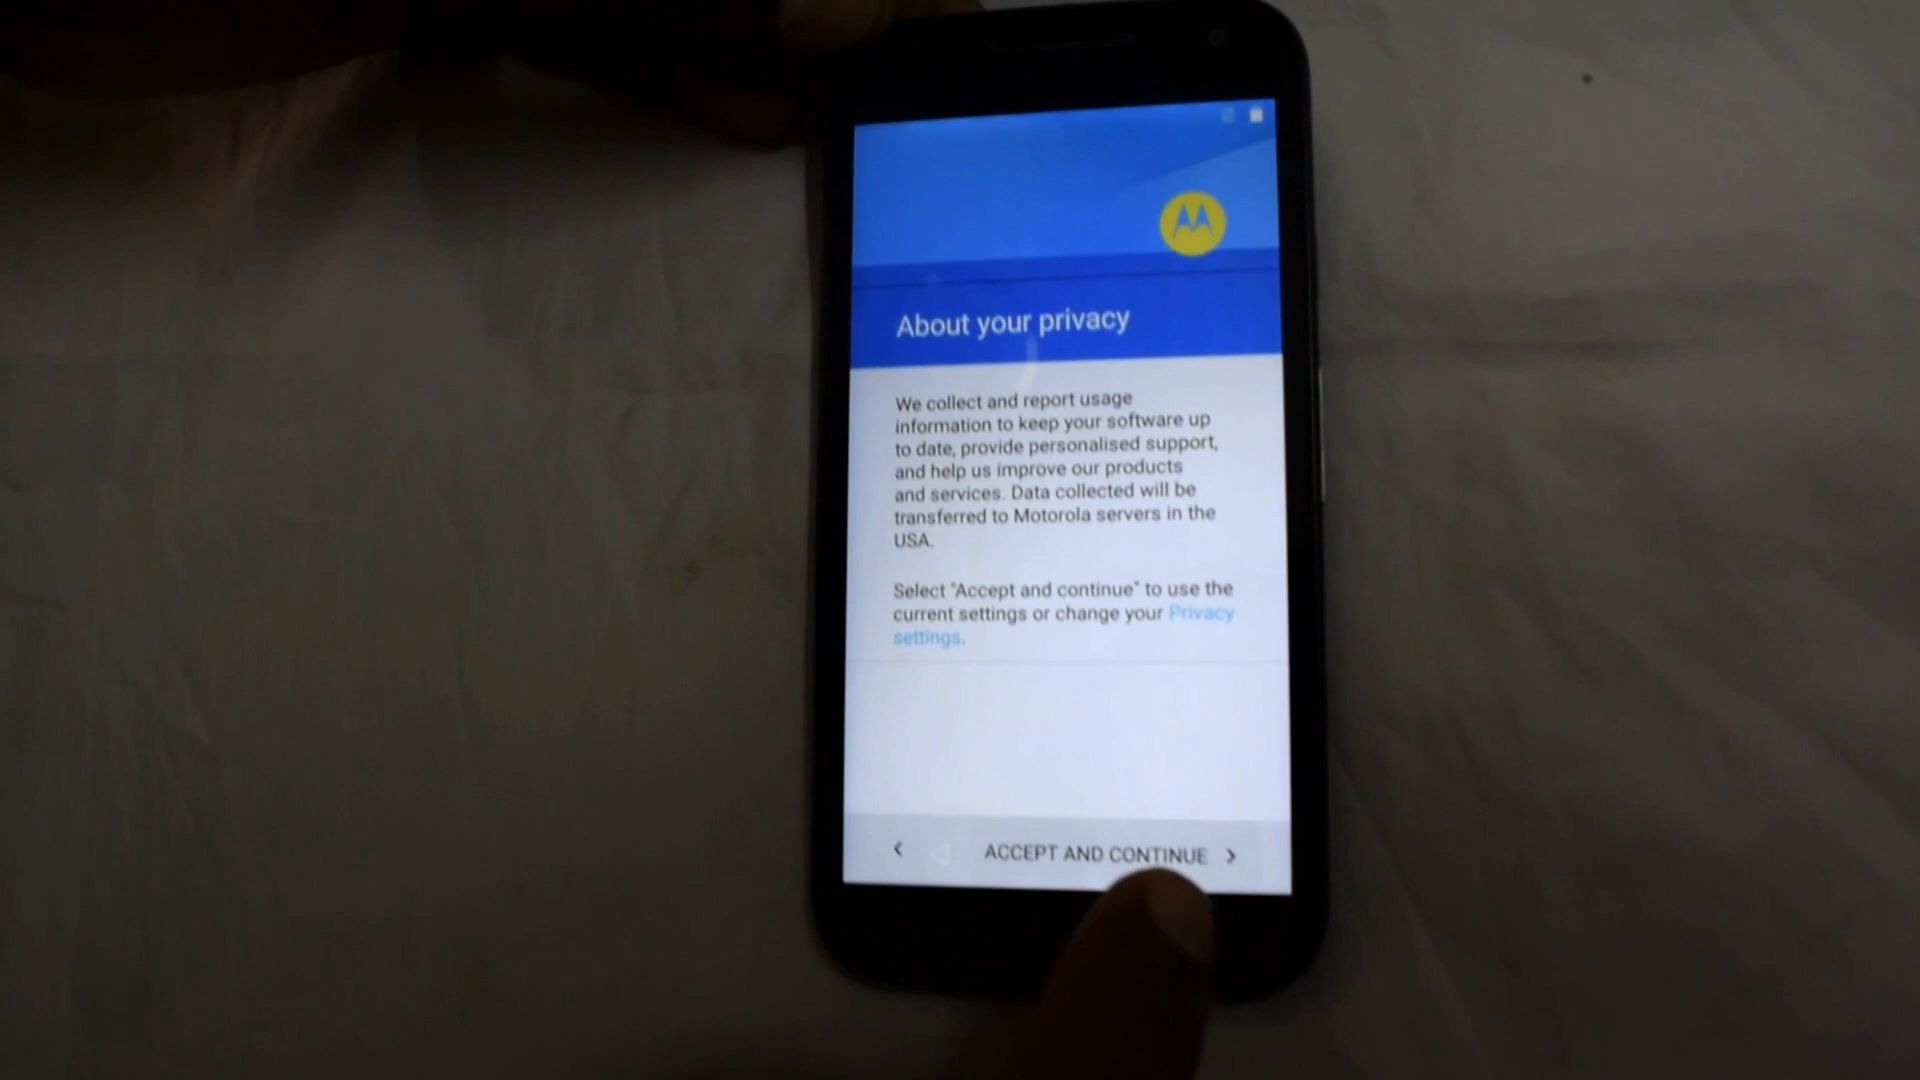 About your privacy
We collect and report usage
information to keep your software up
to date, provide personalised support,
and help us improve our products
and services. Data collected will be
transferred to Motorola servers in the
USA.
Select "Accept and continue" to use the
current settings or change your Privacy
settings.
ACCEPT AND CONTINUE